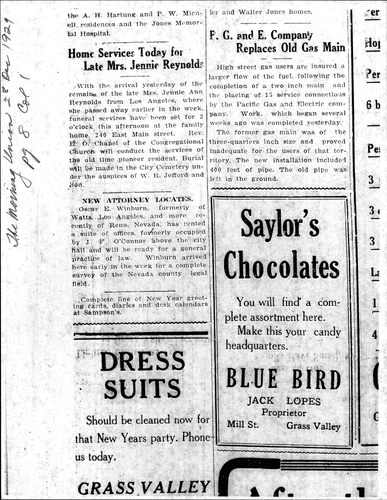 The Morning Union 28 Dec 1929
pg 8 Col
the A. H. Hartung and P. W. Mica-
ell residences and the Jones Memor-
ial Hospital.
Home Services Today for
Late Mrs. Jennie Reynolds
With the arrival yesterday of the
remains of the late Mrs. Jennie Ann
Reynolds from Los Angeles, where
she passed away earlier in the week,
funeral services have been set for 2
o'clock this afternoon at the family
home, 240 East Main street. Rev.
E. O. Chapel of the Congregational
Church will conduct the services of
the old time pioneer resident. Burial
will be made in the City Cemetery un-
der the auspices of W. R. Jefford and
Son.
NEW ATTORNEY LOCATES.
Oscar E. Winburn, formerly of
Watts, Los Angeles, and more re-
cently of Reno, Nevada, has rented
a suite of offices, formerly occupied
by J. F. O'Connor above the city
hall and will be ready for a general
practice of law. Winburn arrived
here early in the week for a complete
survey of the Nevada county legal
field.
Complete line of New Year greet-
ing cards, diaries and desk calendars
at Sampson's.
DRESS
SUITS
Should be cleaned now for
that New Years party. Phone
us today.
GRASS VALLEY
ler and Walter Jones homes.
P. G. and E. Company
Replaces Old Gas Main
High street gas users are insured a
larger flow of the fuel, following the
completion of a two inch main and
the placing of 15 service connections
by the Pacific Gas and Electric com-
pany. Work, which began several
weeks ago was completed yesterday.
The former gas main was of the
three-quarters inch size and proved
inadequate for the users of that ter-
ritory. The new installation included
400 feet of pipe. The old pipe was
left in the ground.
Saylor's
Chocolates
You will find a com-
plete assortment here.
Make this your candy
headquarters.
BLUE BIRD
JACK LOPES
Proprietor
Mill St. Grass Valley